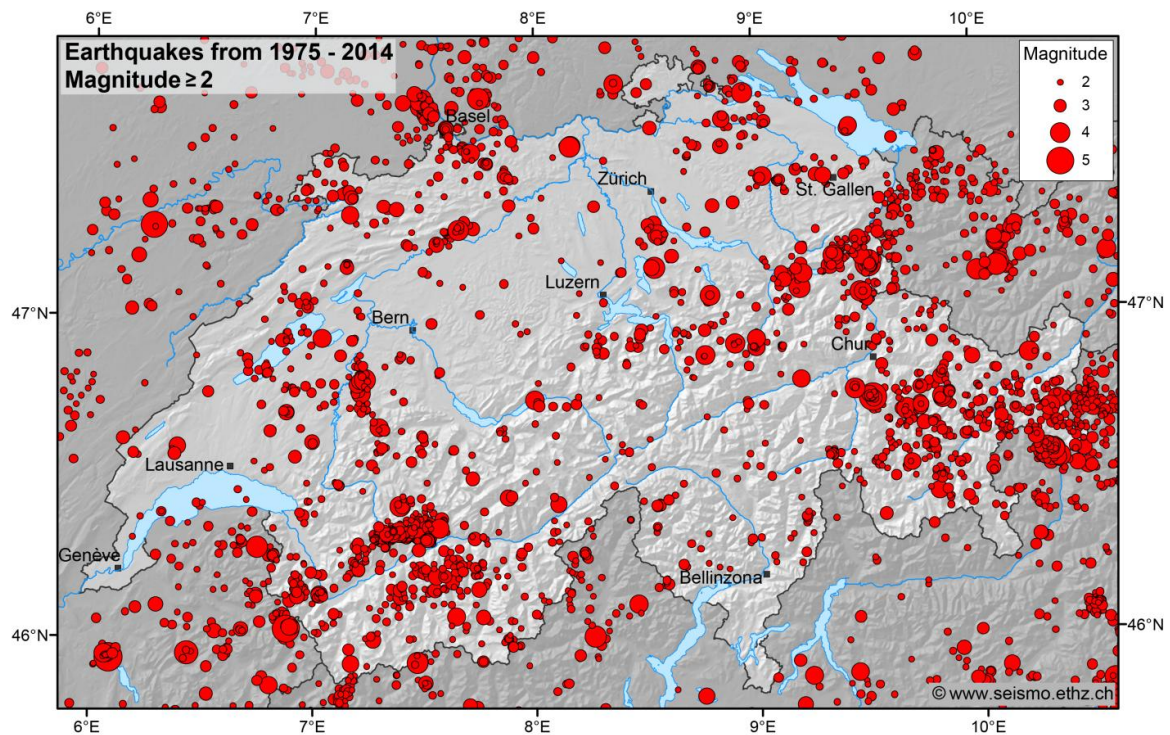 6°E 7°E 8°E 9°E 10°E
Earthquakes from 1975 - 2014
Magnitude ≥ 2
Magnitude
2
3
4
5
Basel
Zürich
St. Gallen
47°N
Luzern
47°N
Bern
Chur
Lausanne
Genève
Bellinzona
46°N
46°N
© www.seismo.ethz.ch
6°E 7°E 8°E 9°E 10°E